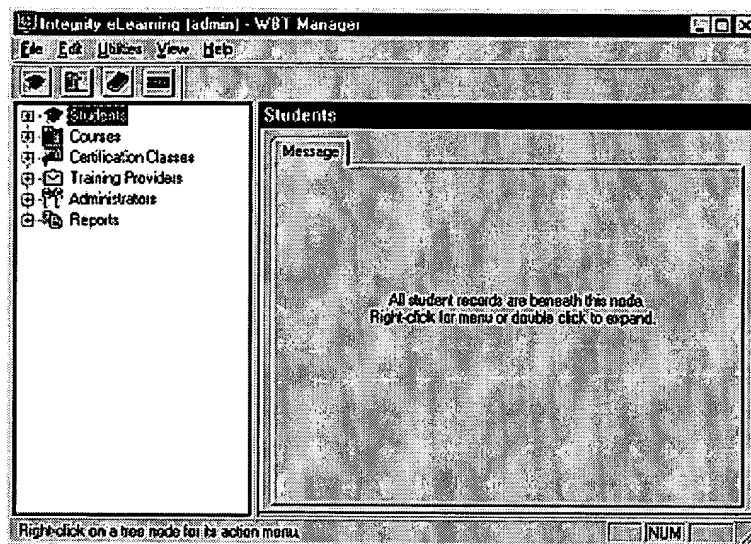 Integrity eLearning (admin) - WBT Manager
File Edit Utilities View Help
Students
Courses
Certification Classes
Training Providers
Administrators
Reports
Students
Message
All student records are beneath this node.
Right-click for menu or double click to expand.
Right-click on a tree node for its action menu.
NUM